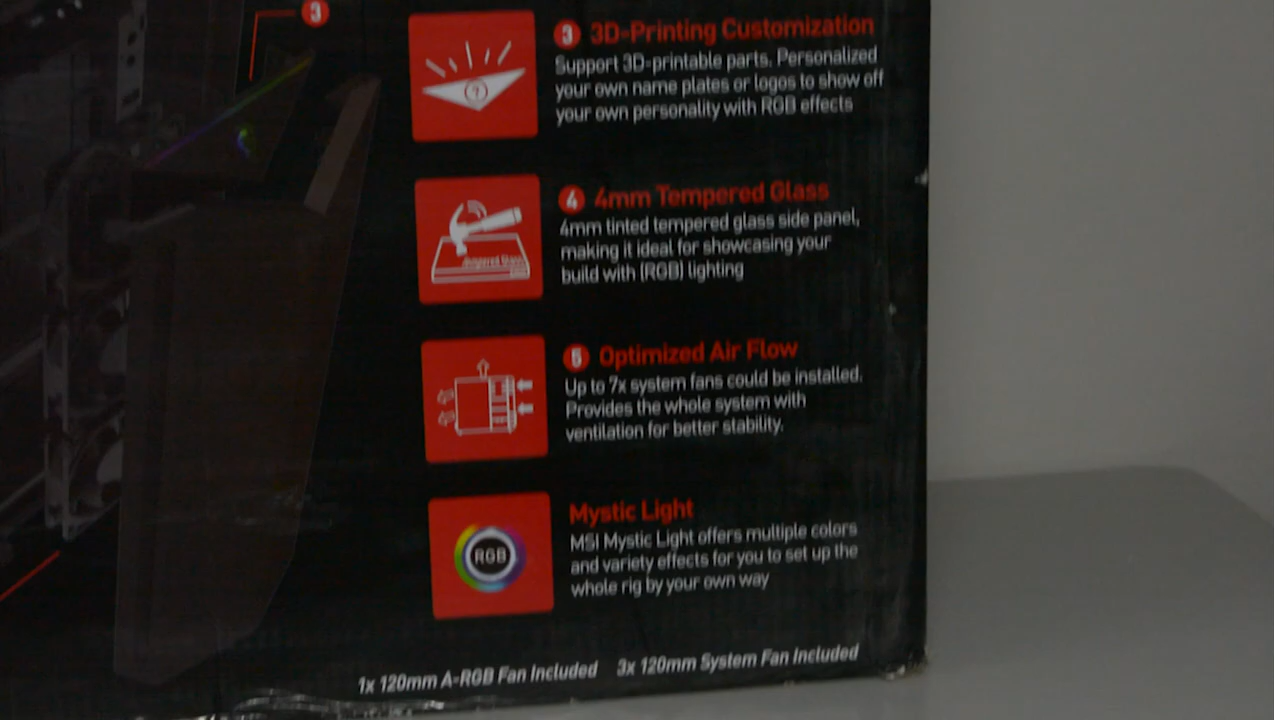 3
3 3D-Printing Customization
Support 3D-printable parts. Personalized
your own name plates or logos to show off
your own personality with RGB effects
4 4mm Tempered Glass
4mm tinted tempered glass side panel,
making it ideal for showcasing your
build with (RGB) lighting
Tempered Glass
5 Optimized Air Flow
Up to 7x system fans could be installed.
Provides the whole system with
ventilation for better stability.
Mystic Light
RGB
MSI Mystic Light offers multiple colors
and variety effects for you to set up the
whole rig by your own way
1x 120mm A-RGB Fan Included 3x 120mm System Fan Included